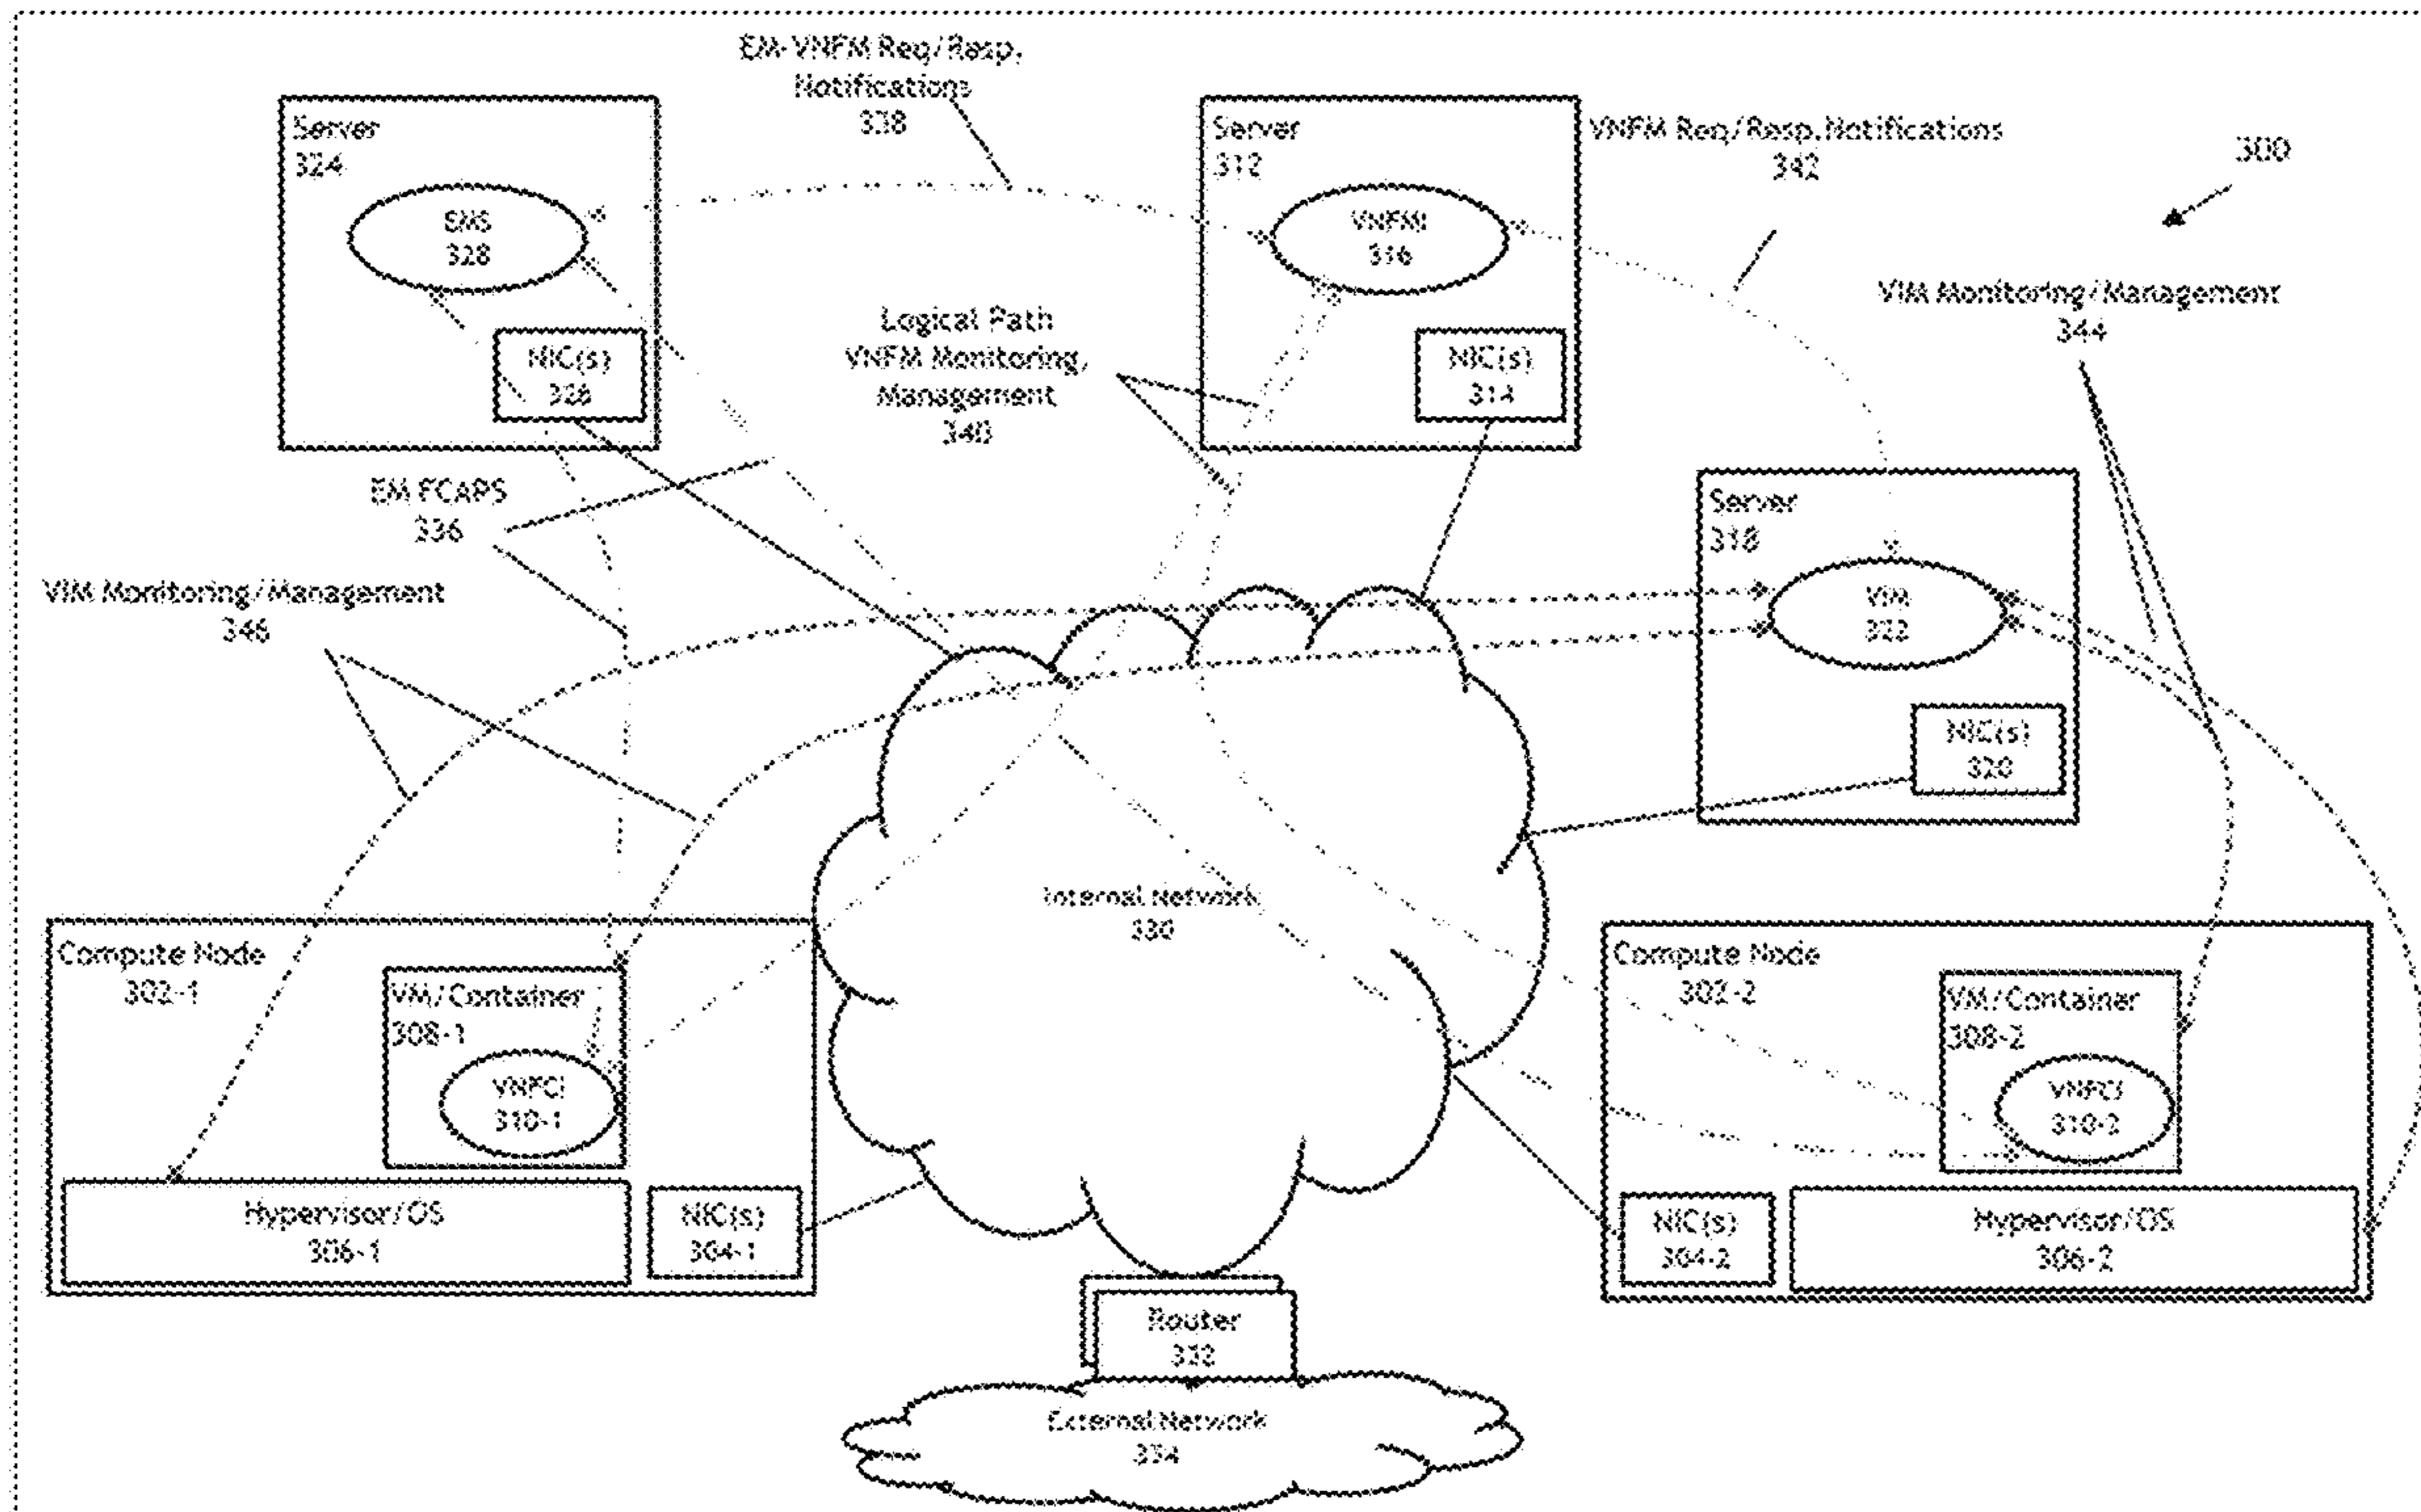 EM-VNFM Req/Resp,
Notifications
338
Server
324
EMS
328
NIC(s)
326
Server
312
VNFM
316
NIC(s)
314
VNFM Req/Resp.Notifications
342
300
VIM Monitoring/Management
344
Logical Path
VNFM Monitoring,
Management
340
EM FCAPS
336
VIM Monitoring/Management
346
Server
318
VIM
322
NIC(s)
320
Internal Network
330
Compute Node
302-1
VM/Container
308-1
VNFCI
310-1
Hypervisor/OS
306-1
NIC(s)
304-1
Compute Node
302-2
VM/Container
308-2
VNFCI
310-2
NIC(s)
304-2
Hypervisor/OS
306-2
Router
332
External Network
334